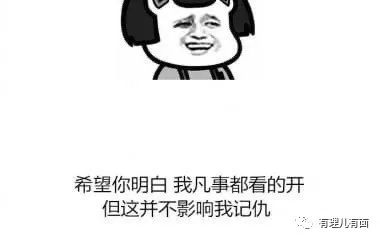 希望你明白 我凡事都看的开
但这并不影响我记仇
有理儿有画